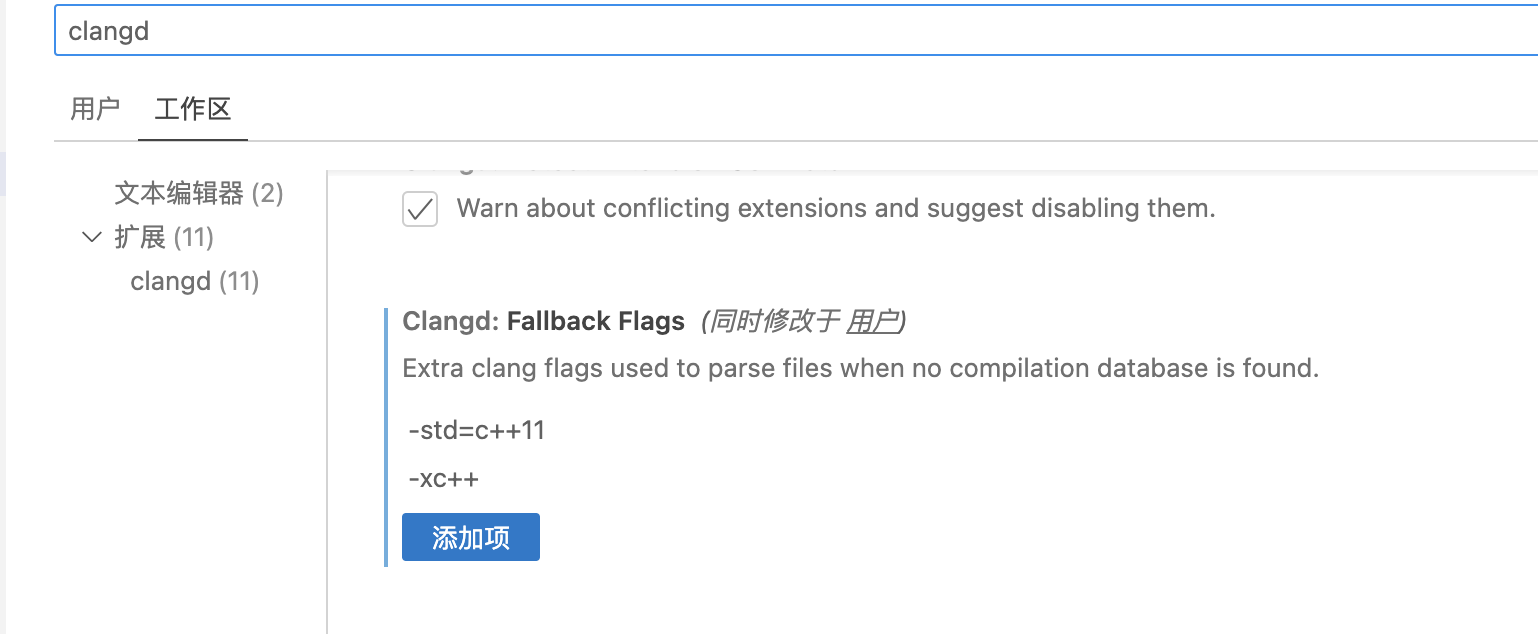 clangd
用户 工作区
文本编辑器 (2)
扩展 (11)
clangd (11)
Warn about conflicting extensions and suggest disabling them.
Clangd: Fallback Flags (同时修改于 用户)
Extra clang flags used to parse files when no compilation database is found.
-std=c++11
-xc++
添加项